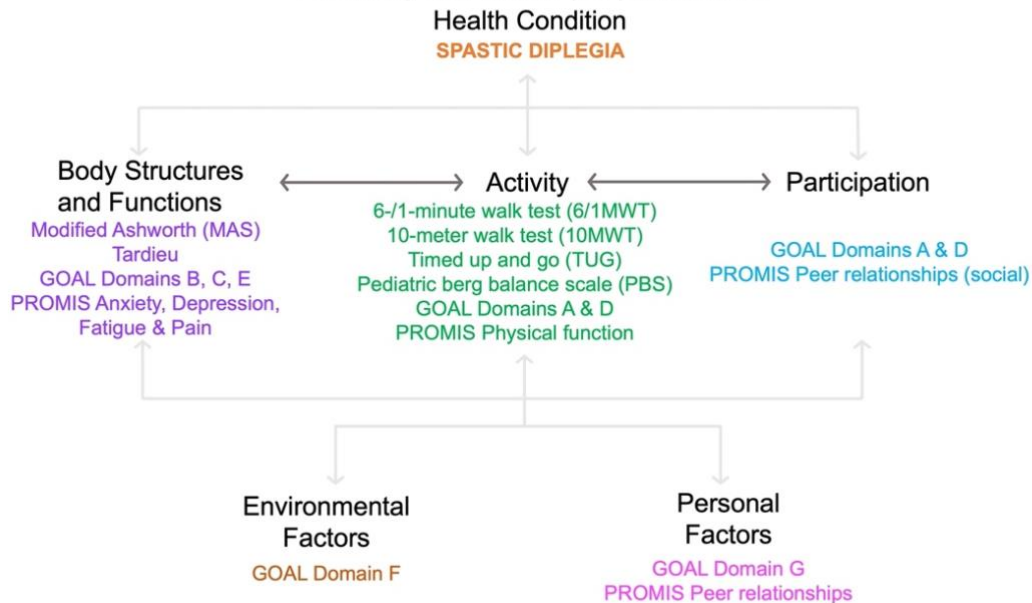 Health Condition
SPASTIC DIPLEGIA
Body Structures
and Functions
Modified Ashworth (MAS)
Tardieu
GOAL Domains B, C, E
PROMIS Anxiety, Depression,
Fatigue & Pain
Activity
6-/1-minute walk test (6/1MWT)
10-meter walk test (10MWT)
Timed up and go (TUG)
Pediatric berg balance scale (PBS)
GOAL Domains A & D
PROMIS Physical function
Participation
GOAL Domains A & D
PROMIS Peer relationships (social)
Environmental
Factors
GOAL Domain F
Personal
Factors
GOAL Domain G
PROMIS Peer relationships